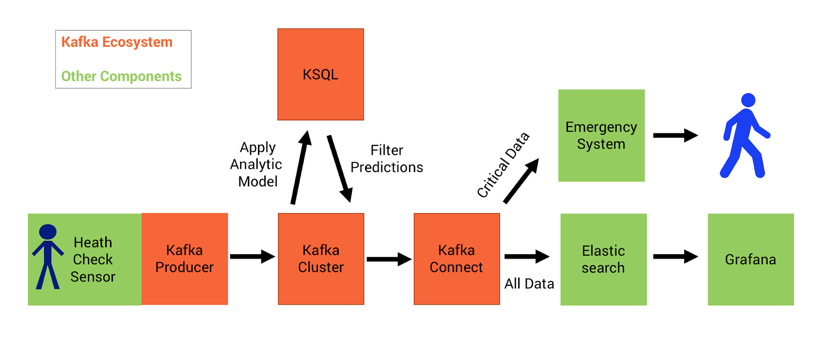 Kafka Ecosystem
Other Components
KSQL
Apply
Analytic
Model
Filter
Predictions
Critical Data
Emergency
System
Heath
Check
Sensor
Kafka
Producer
Kafka
Cluster
Kafka
Connect
All Data
Elastic
search
Grafana